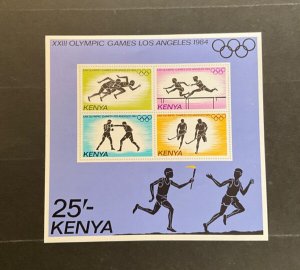 XXIII OLYMPIC GAMES LOS ANGELES 1984
KENYA
KENYA
KENYA
KENYA
25/-
KENYA